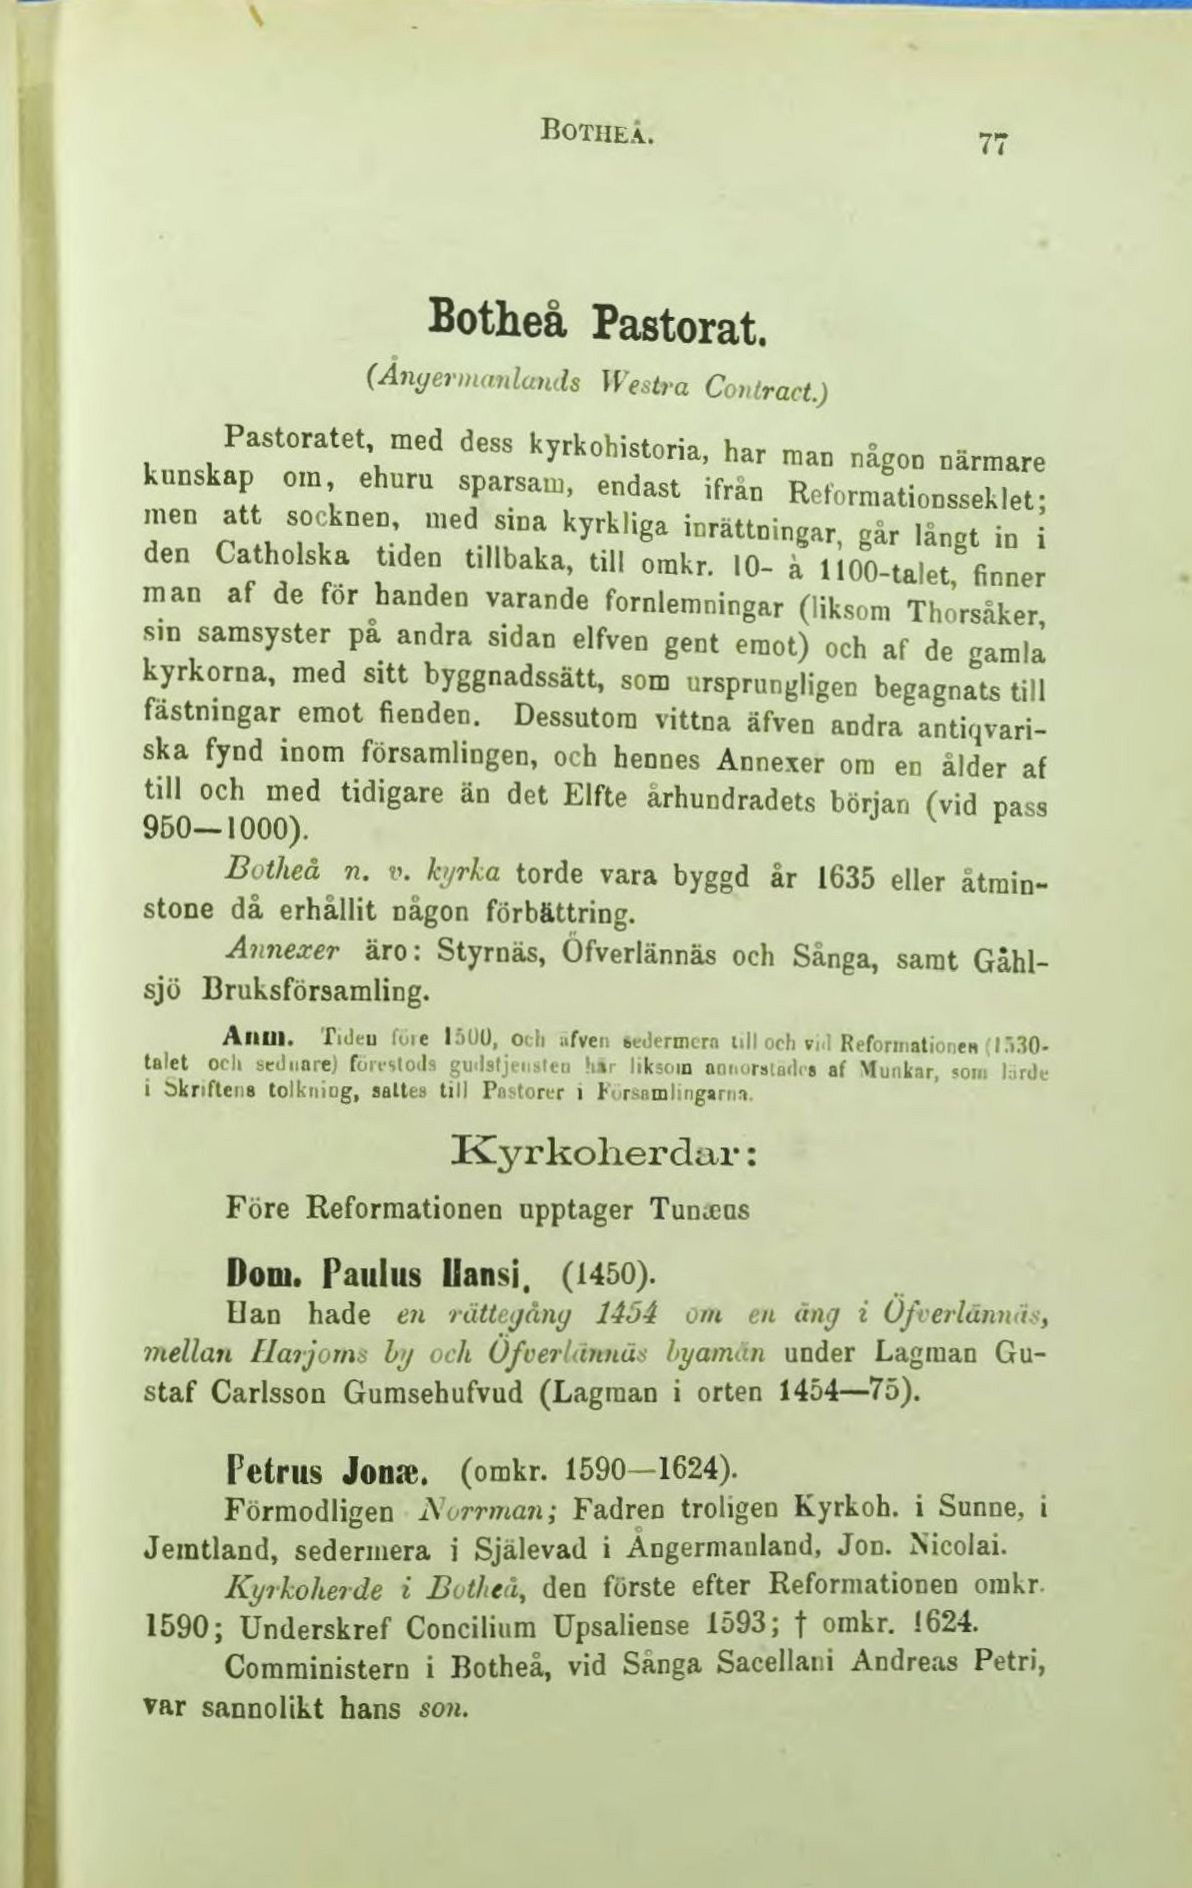 BOTHEÅ.
77
Botheå Pastorat.
(Ångermanlands Westra Contract.)
Pastoratet, med dess kyrkohistoria, har man någon närmare
kunskap om, ehuru sparsam, endast ifrån Reformationsseklet;
men att socknen, med sina kyrkliga inrättningar, går långt in i
den Catholska tiden tillbaka, till omkr. 10- à 1100-talet, finner
man af de för handen varande fornlemningar (liksom Thorsåker,
sin samsyster på andra sidan elfven gent emot) och af de gamla
kyrkorna, med sitt byggnadssätt, som ursprungligen begagnats till
fästningar emot fienden. Dessutom vittna äfven andra antiqvari-
ska fynd inom församlingen, och hennes Annexer om en ålder af
till och med tidigare än det Elfte århundradets början (vid pass
950—1000).
Botheå n. v. kyrka torde vara byggd år 1635 eller åtmin-
stone då erhållit någon förbättring.
Annexer äro: Styrnäs, Öfverlännäs och Sånga, samt Gåhl-
sjö Bruksförsamling.
Anm. Tiden före 1500, och äfven sedermera till och vid Reformationen (1530-
talet och sednare) förestods gudstjensten här liksom annorstädes af Munkar, som lärde
i Skriftens tolkning, sattes till Pastorer i Församlingarna.
Kyrkoherdar:
Före Reformationen upptager Tunæus
Dom. Paulus Hansi. (1450).
Han hade en rättegång 1454 om en äng i Öfverlännäs,
mellan Harjoms by och Öfverlännäs byamän under Lagman Gu-
staf Carlsson Gumsehufvud (Lagman i orten 1454—75).
Petrus Jonæ. (omkr. 1590—1624).
Förmodligen Norrman; Fadren troligen Kyrkoh. i Sunne, i
Jemtland, sedermera i Själevad i Ångermanland, Jon. Nicolai.
Kyrkoherde i Botheå, den förste efter Reformationen omkr.
1590; Underskref Concilium Upsaliense 1593; † omkr. 1624.
Comministern i Botheå, vid Sånga Sacellani Andreas Petri,
var sannolikt hans son.